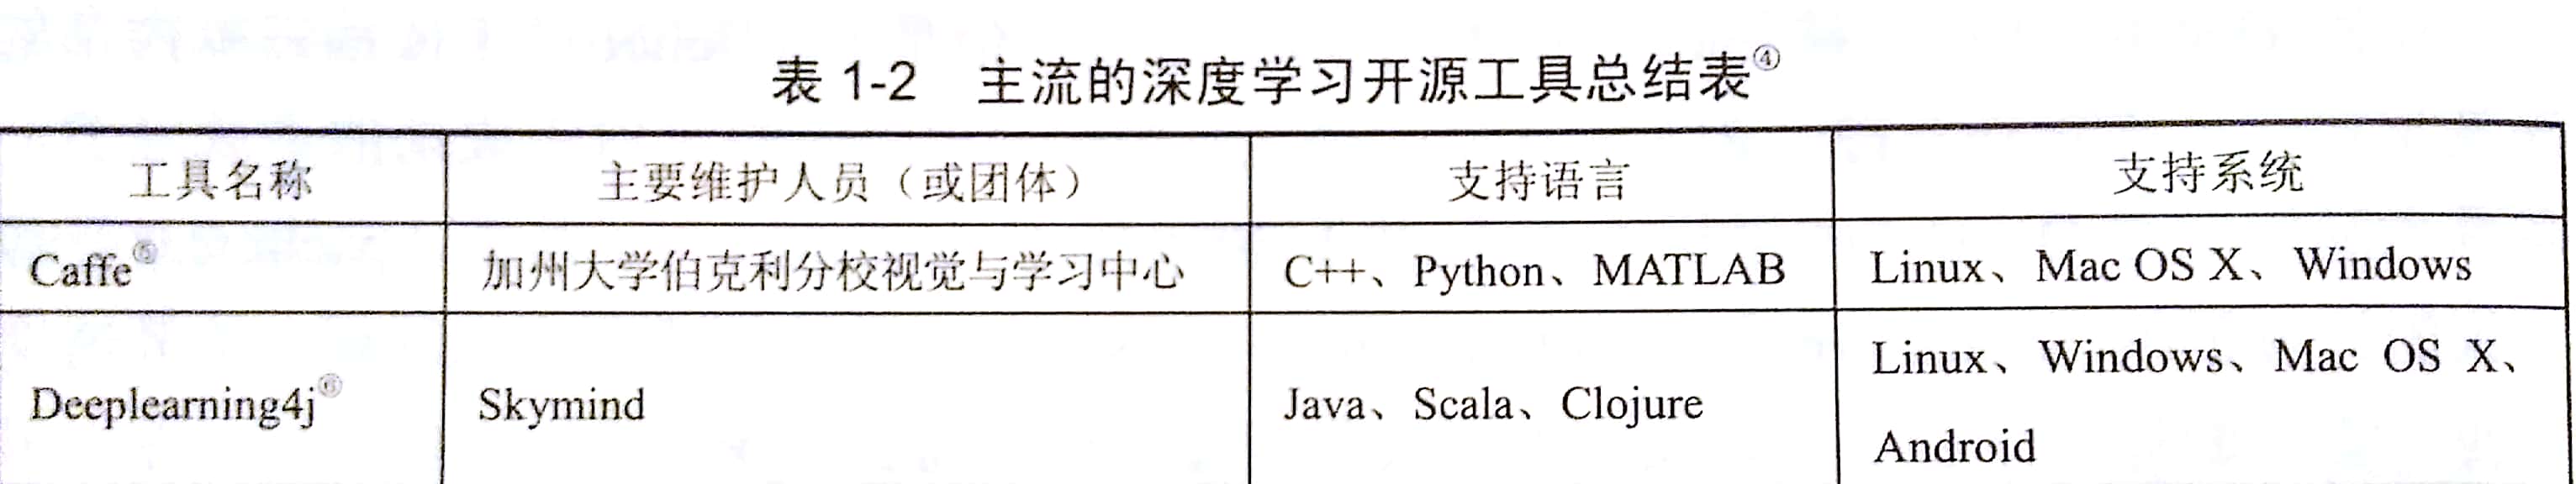 表 1-2 主流的深度学习开源工具总结表④
工具名称 主要维护人员（或团体） 支持语言 支持系统
Caffe⑤ 加州大学伯克利分校视觉与学习中心 C++、Python、MATLAB Linux、Mac OS X、Windows
Deeplearning4j⑥ Skymind Java、Scala、Clojure Linux、Windows、Mac OS X、
Android